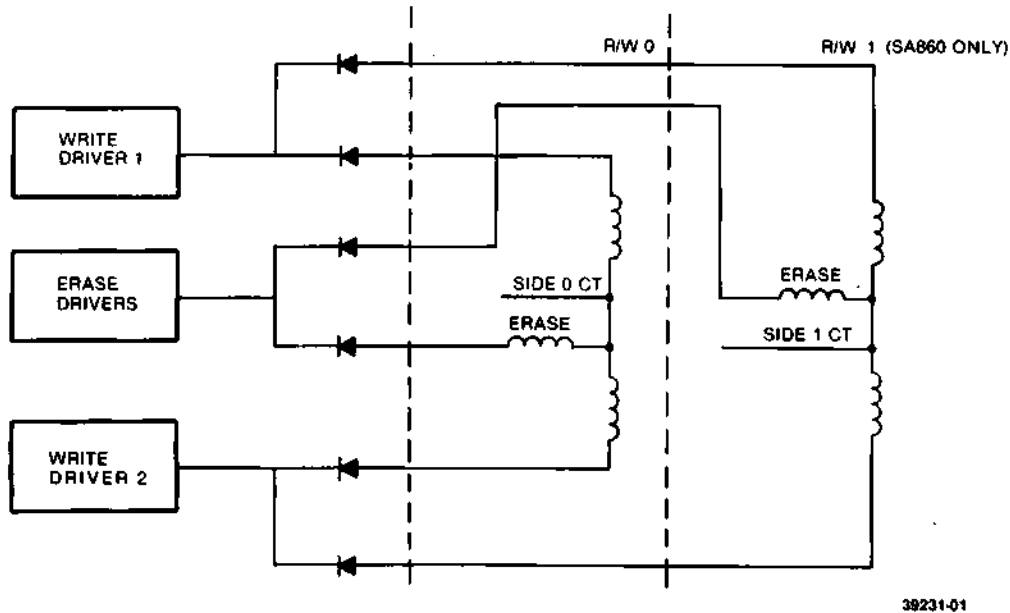 R/W 0
R/W 1 (SA860 ONLY)
WRITE
DRIVER 1
ERASE
DRIVERS
SIDE 0 CT
ERASE
ERASE
SIDE 1 CT
WRITE
DRIVER 2
39231-01